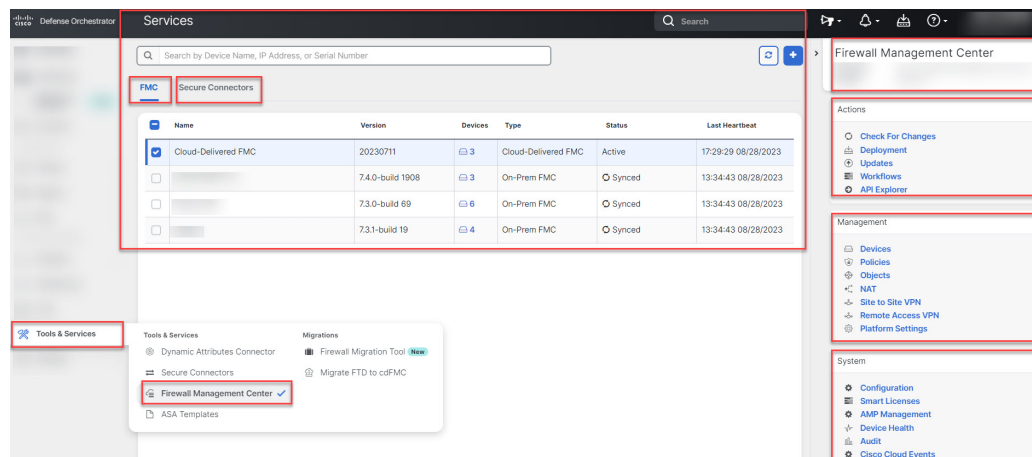 cisco Defense Orchestrator
Services
Search
Search by Device Name, IP Address, or Serial Number
FMC Secure Connectors
Name Version Devices Type Status Last Heartbeat
Cloud-Delivered FMC 20230711 3 Cloud-Delivered FMC Active 17:29:29 08/28/2023
7.4.0-build 1908 3 On-Prem FMC Synced 13:34:43 08/28/2023
7.3.0-build 69 6 On-Prem FMC Synced 13:34:43 08/28/2023
7.3.1-build 19 4 On-Prem FMC Synced 13:34:43 08/28/2023
Tools & Services
Tools & Services
Dynamic Attributes Connector
Secure Connectors
Firewall Management Center
ASA Templates
Migrations
Firewall Migration Tool New
Migrate FTD to cdFMC
Firewall Management Center
Actions
Check For Changes
Deployment
Updates
Workflows
API Explorer
Management
Devices
Policies
Objects
NAT
Site to Site VPN
Remote Access VPN
Platform Settings
System
Configuration
Smart Licenses
AMP Management
Device Health
Audit
Cisco Cloud Events